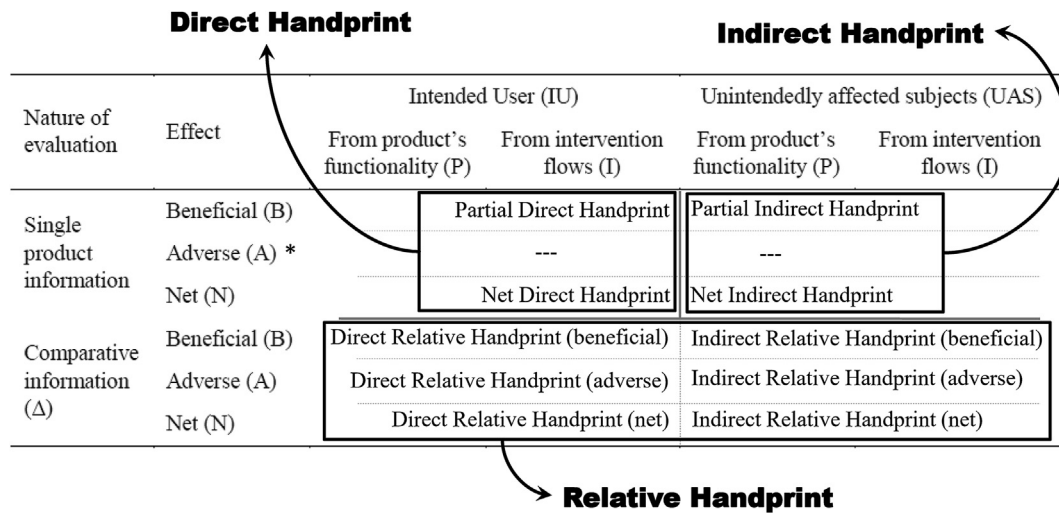 Direct Handprint
Indirect Handprint
Nature of evaluation
Effect
Intended User (IU)
Unintendedly affected subjects (UAS)
From product's functionality (P)
From intervention flows (I)
From product's functionality (P)
From intervention flows (I)
Single product information
Beneficial (B)
Partial Direct Handprint
Partial Indirect Handprint
Adverse (A) *
---
---
Net (N)
Net Direct Handprint
Net Indirect Handprint
Comparative information (Δ)
Beneficial (B)
Direct Relative Handprint (beneficial)
Indirect Relative Handprint (beneficial)
Adverse (A)
Direct Relative Handprint (adverse)
Indirect Relative Handprint (adverse)
Net (N)
Direct Relative Handprint (net)
Indirect Relative Handprint (net)
Relative Handprint